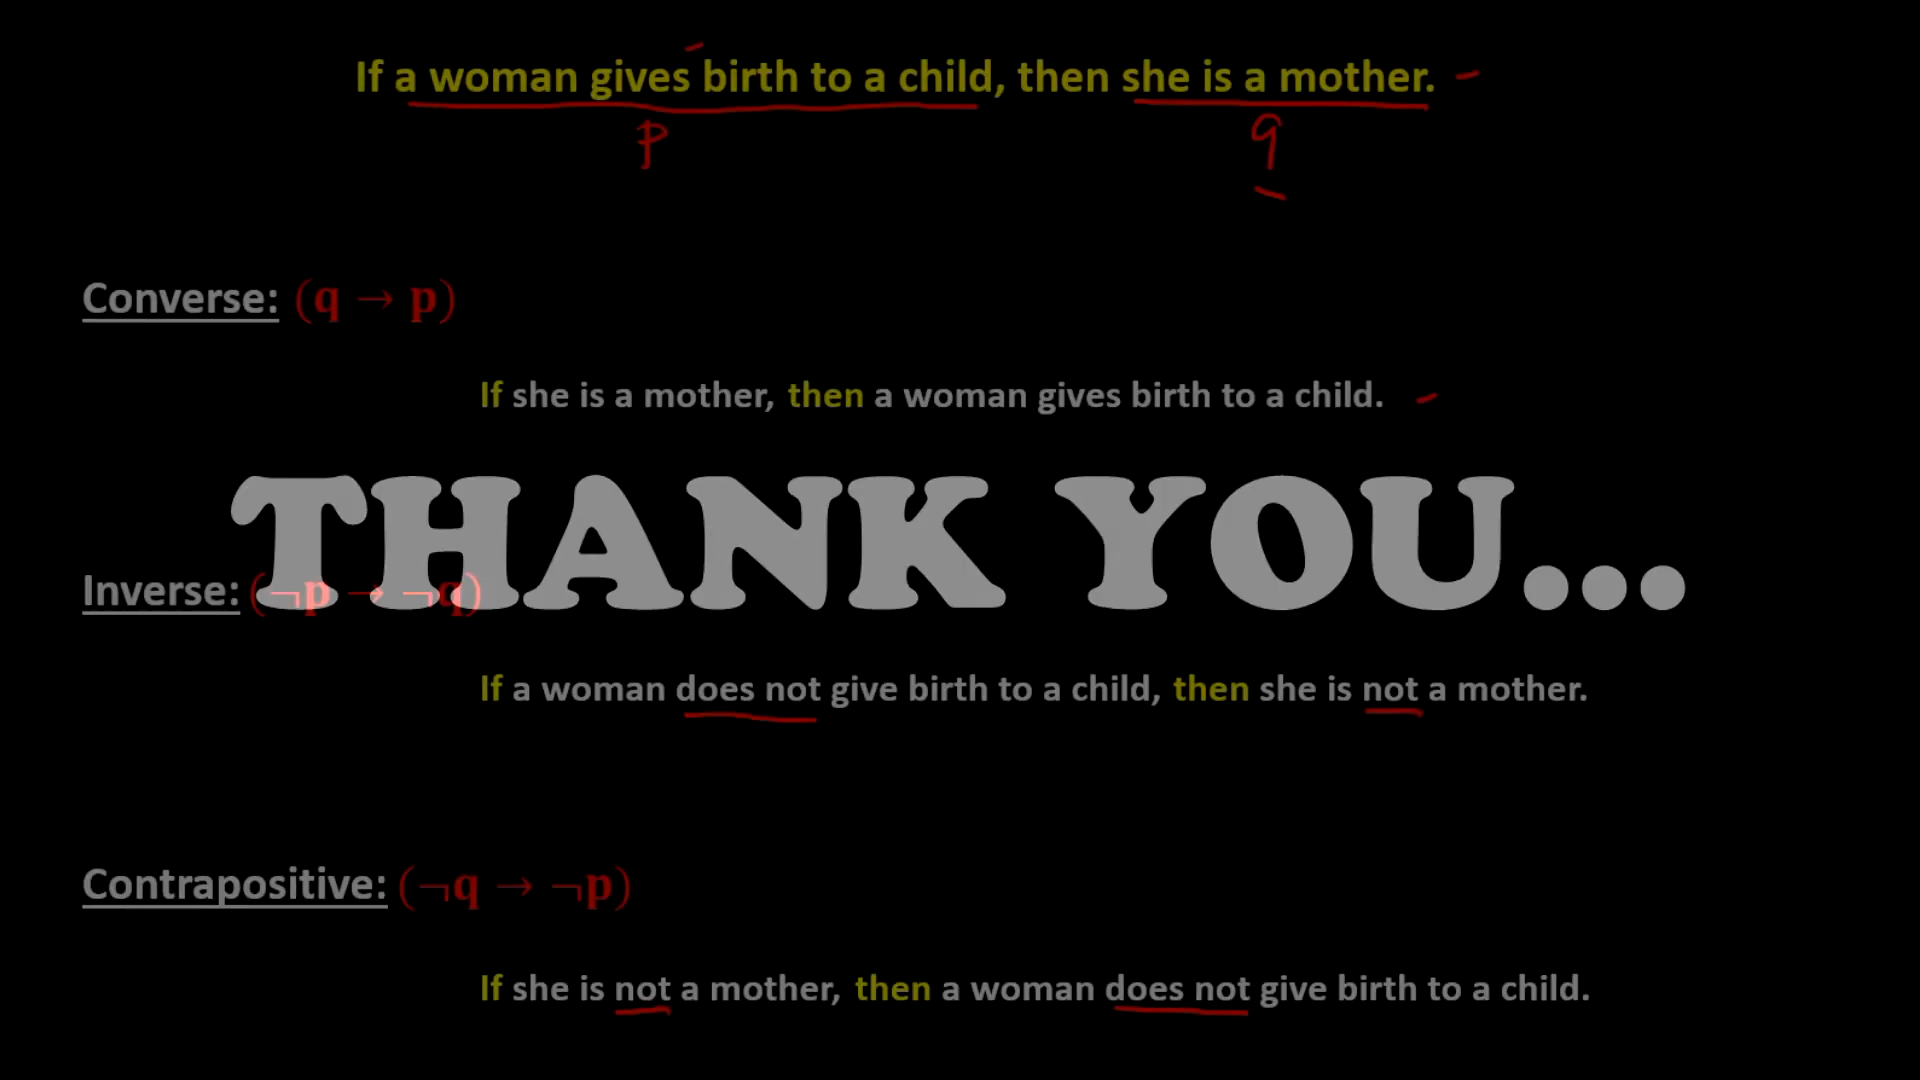 If a woman gives birth to a child, then she is a mother.
p q
Converse: (q → p)
If she is a mother, then a woman gives birth to a child.
THANK YOU...
Inverse: (¬p → ¬q)
If a woman does not give birth to a child, then she is not a mother.
Contrapositive: (¬q → ¬p)
If she is not a mother, then a woman does not give birth to a child.